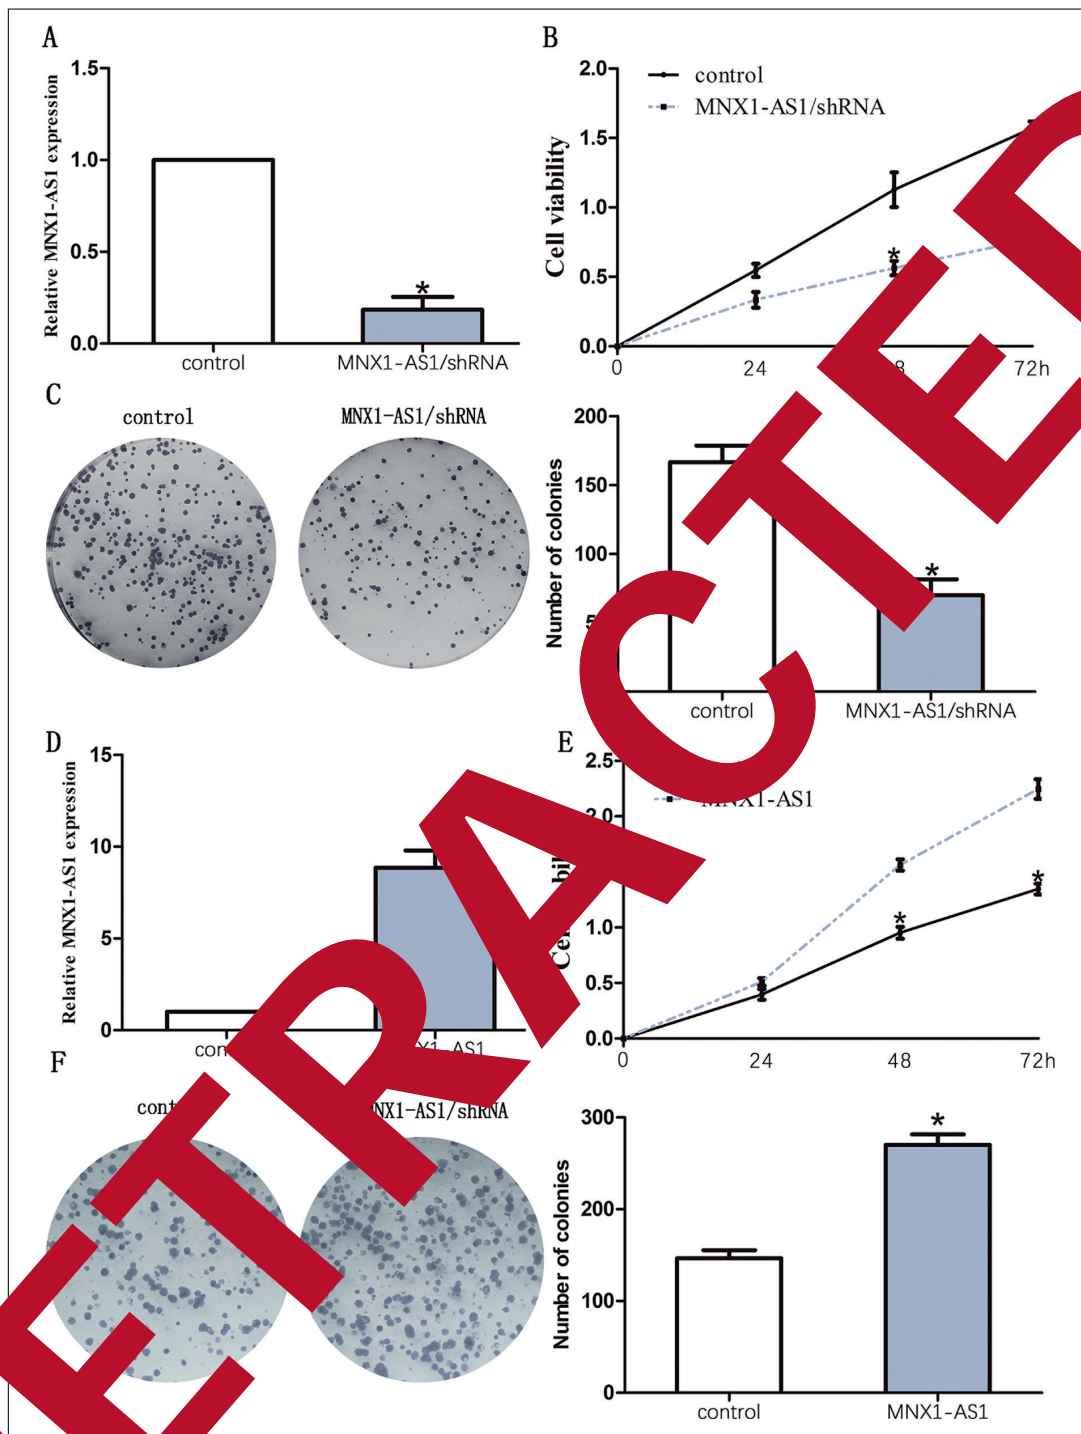 A
Relative MNX1-AS1 expression
1.5
1.0
0.5
0.0
*
control
MNX1-AS1/shRNA
B
Cell viability
2.0
1.5
1.0
0.5
0.0
control
MNX1-AS1/shRNA
*
0
24
72h
C
control
MNX1-AS1/shRNA
Number of colonies
200
150
100
*
control
MNX1-AS1/shRNA
D
Relative MNX1-AS1 expression
15
10
5
0
E
2.5
2.0
1.0
0.5
0.0
MNX1-AS1
*
*
0
24
48
72h
F
MNX1-AS1/shRNA
Number of colonies
300
200
100
0
*
control
MNX1-AS1
RETRACTED